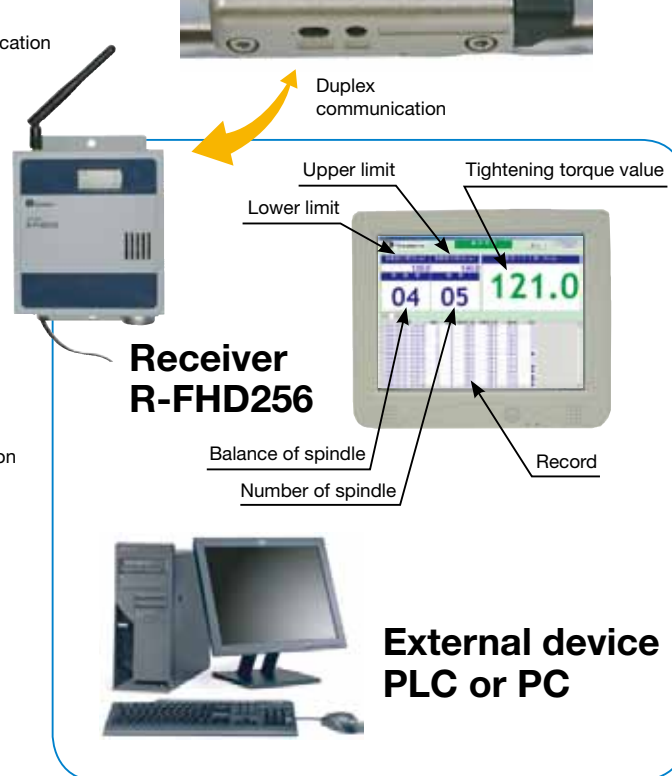 cation
Duplex
communication
Upper limit
Tightening torque value
Lower limit
04
05
121.0
Receiver
R-FHD256
Balance of spindle
Record
Number of spindle
on
External device
PLC or PC